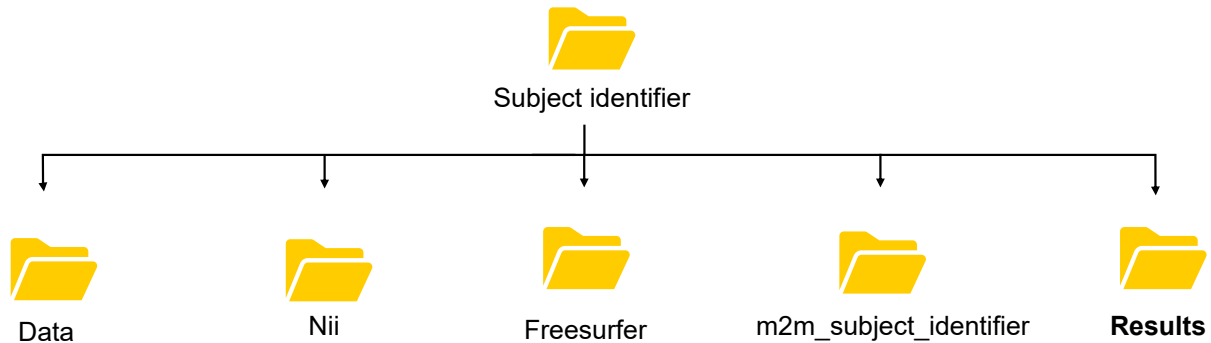 Subject identifier
Data
Nii
Freesurfer
m2m_subject_identifier
Results